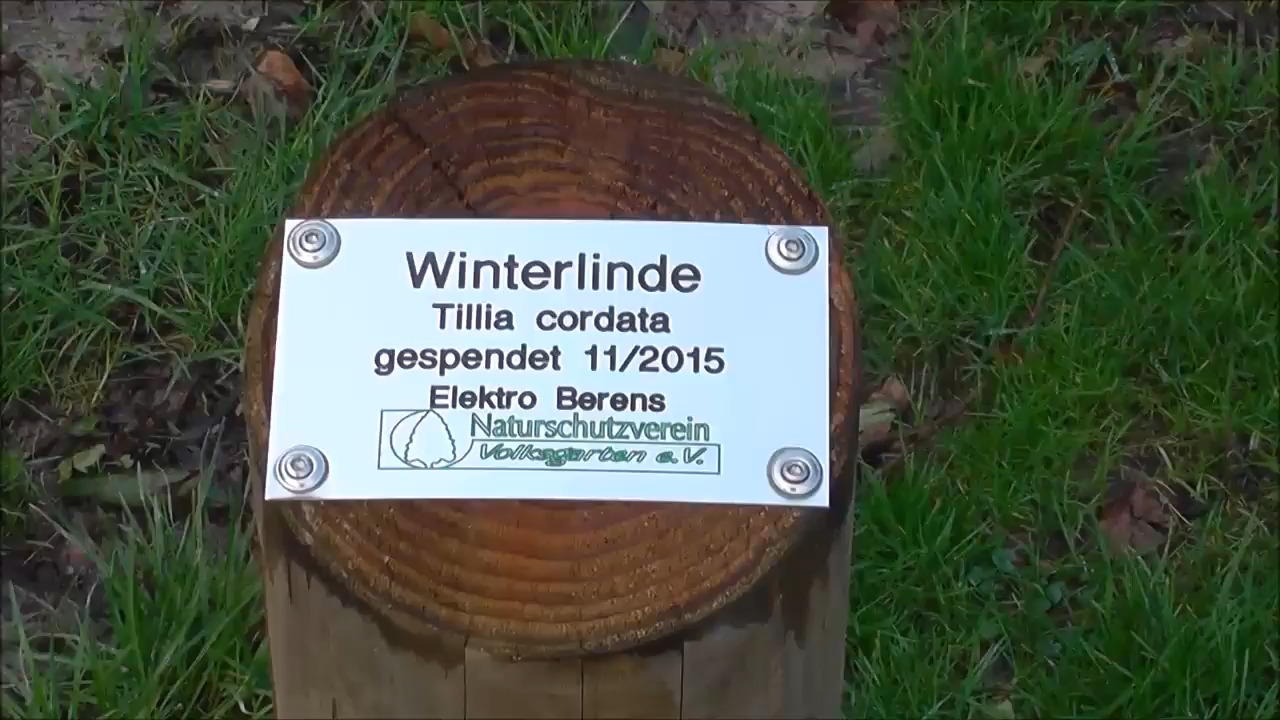 Winterlinde
Tillia cordata
gespendet 11/2015
Elektro Berens
Naturschutzverein
Volksgarten e.V.